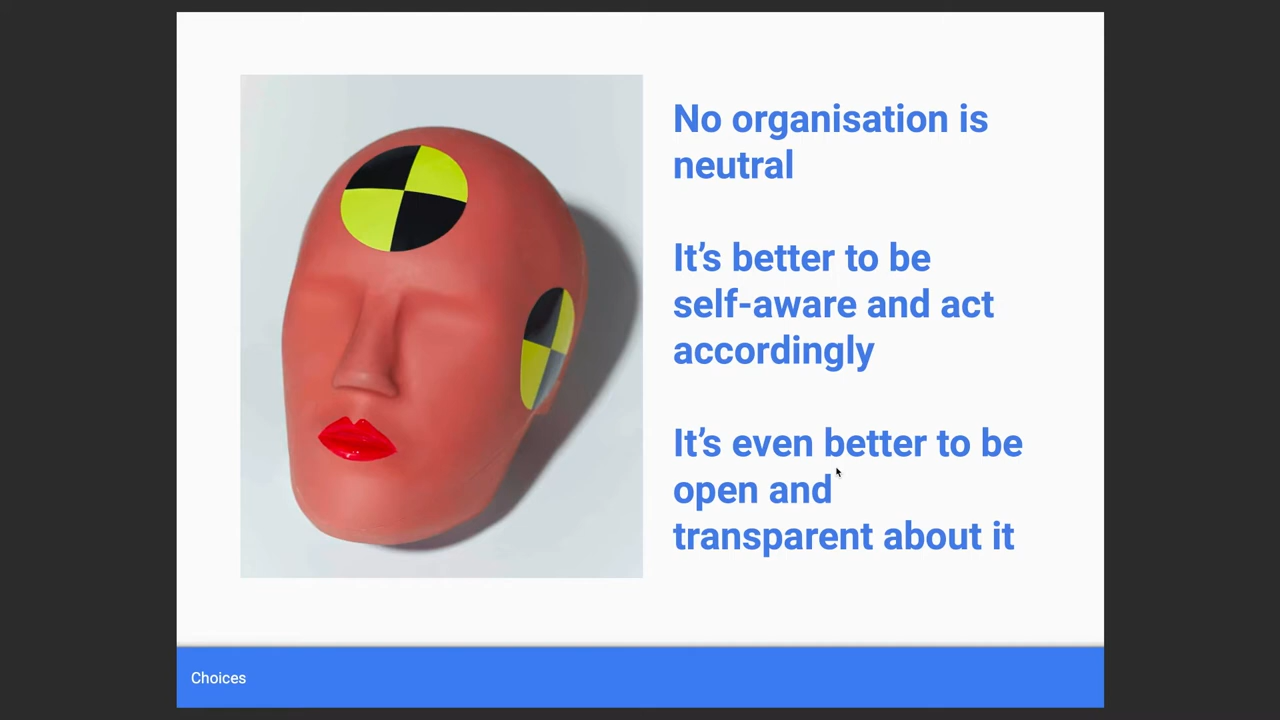 No organisation is
neutral
It’s better to be
self-aware and act
accordingly
It’s even better to be
open and
transparent about it
Choices